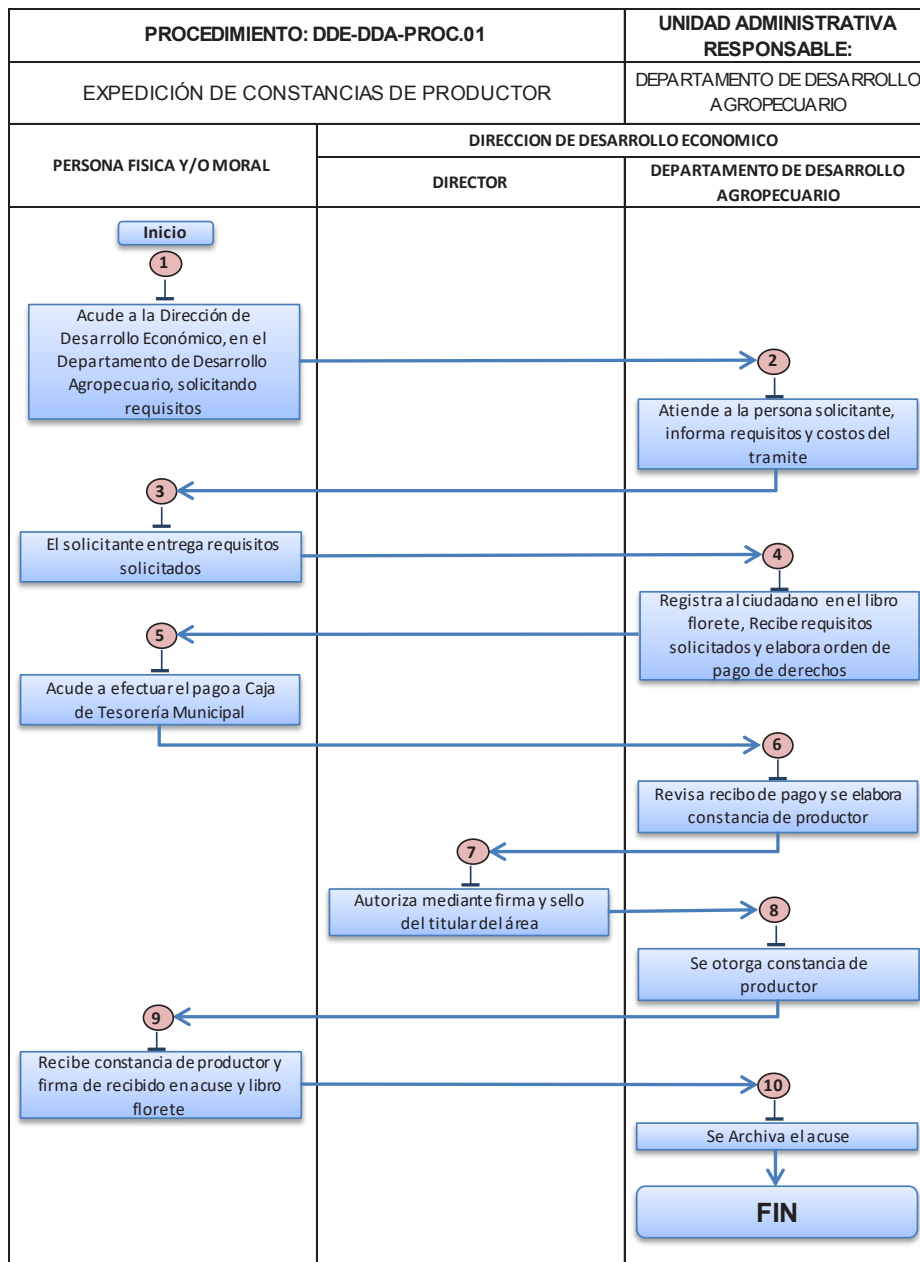 PROCEDIMIENTO: DDE-DDA-PROC.01
UNIDAD ADMINISTRATIVA
RESPONSABLE:
EXPEDICIÓN DE CONSTANCIAS DE PRODUCTOR
DEPARTAMENTO DE DESARROLLO
AGROPECUARIO
PERSONA FISICA Y/O MORAL
DIRECCION DE DESARROLLO ECONOMICO
DIRECTOR
DEPARTAMENTO DE DESARROLLO
AGROPECUARIO
Inicio
1
Acude a la Dirección de
Desarrollo Económico, en el
Departamento de Desarrollo
Agropecuario, solicitando
requisitos
2
Atiende a la persona solicitante,
informa requisitos y costos del
tramite
3
El solicitante entrega requisitos
solicitados
4
Registra al ciudadano en el libro
florete, Recibe requisitos
solicitados y elabora orden de
pago de derechos
5
Acude a efectuar el pago a Caja
de Tesorería Municipal
6
Revisa recibo de pago y se elabora
constancia de productor
7
Autoriza mediante firma y sello
del titular del área
8
Se otorga constancia de
productor
9
Recibe constancia de productor y
firma de recibido en acuse y libro
florete
10
Se Archiva el acuse
FIN